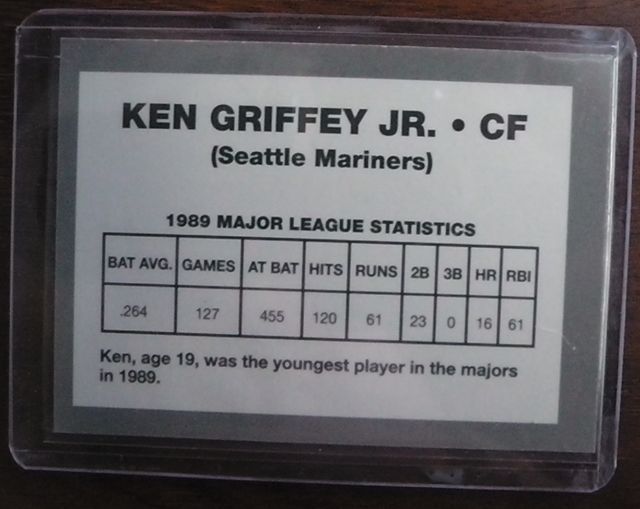 KEN GRIFFEY JR. • CF
(Seattle Mariners)
1989 MAJOR LEAGUE STATISTICS
BAT AVG. GAMES AT BAT HITS RUNS 2B 3B HR RBI
.264 127 455 120 61 23 0 16 61
Ken, age 19, was the youngest player in the majors
in 1989.